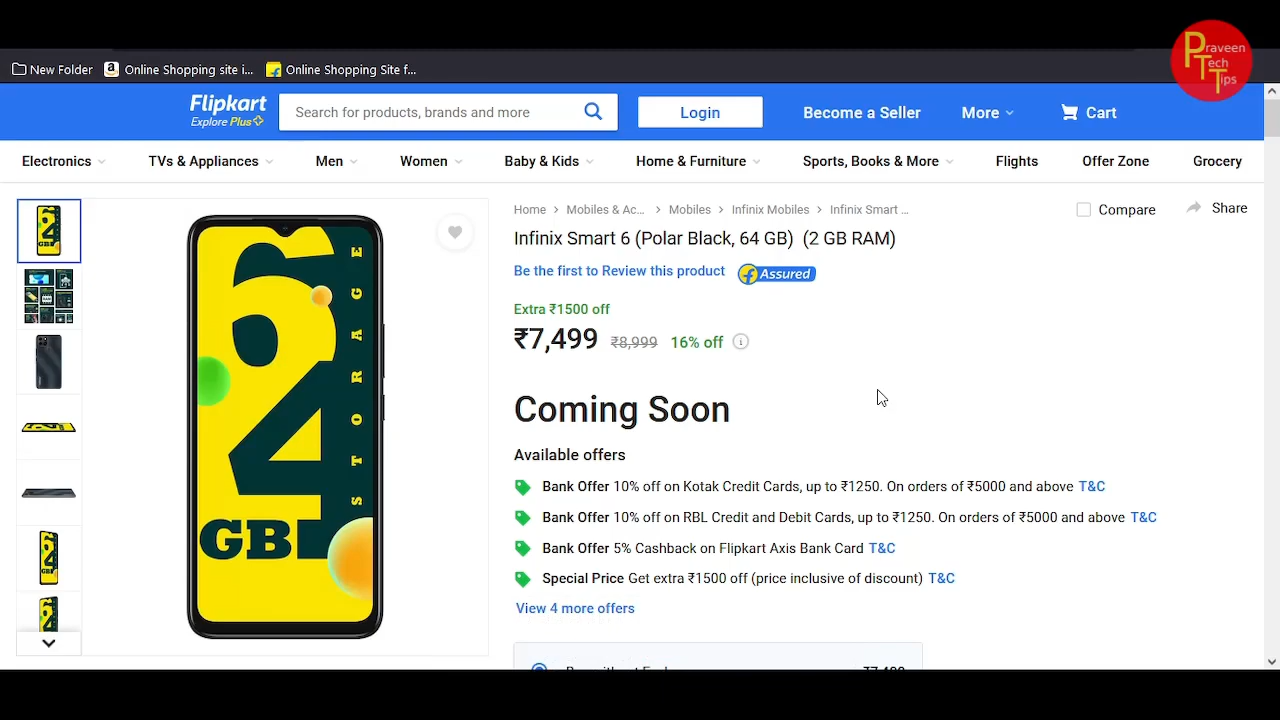 Praveen
Tech
Tips
New Folder
Online Shopping site i...
Online Shopping Site f...
Flipkart
Explore Plus
Search for products, brands and more
Login
Become a Seller
More
Cart
Electronics
TVs & Appliances
Men
Women
Baby & Kids
Home & Furniture
Sports, Books & More
Flights
Offer Zone
Grocery
Home
Mobiles & Ac...
Mobiles
Infinix Mobiles
Infinix Smart ...
Compare
Share
Infinix Smart 6 (Polar Black, 64 GB) (2 GB RAM)
Be the first to Review this product
Assured
Extra ₹1500 off
₹7,499 ₹8,999 16% off
Coming Soon
Available offers
Bank Offer 10% off on Kotak Credit Cards, up to ₹1250. On orders of ₹5000 and above T&C
Bank Offer 10% off on RBL Credit and Debit Cards, up to ₹1250. On orders of ₹5000 and above T&C
Bank Offer 5% Cashback on Flipkart Axis Bank Card T&C
Special Price Get extra ₹1500 off (price inclusive of discount) T&C
View 4 more offers
64
GB
STORAGE